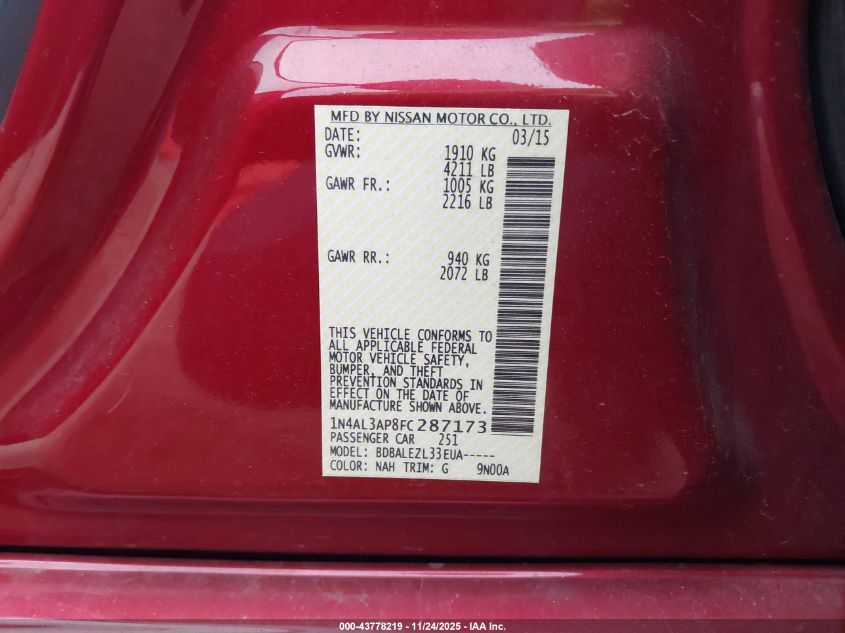 MFD BY NISSAN MOTOR CO., LTD.
DATE: 03/15
GVWR: 1910 KG
4211 LB
GAWR FR.: 1005 KG
2216 LB
GAWR RR.: 940 KG
2072 LB
THIS VEHICLE CONFORMS TO
ALL APPLICABLE FEDERAL
MOTOR VEHICLE SAFETY,
BUMPER, AND THEFT
PREVENTION STANDARDS IN
EFFECT ON THE DATE OF
MANUFACTURE SHOWN ABOVE.
1N4AL3AP8FC287173
PASSENGER CAR 251
MODEL: BDBALEZL33EUA-----
COLOR: NAH TRIM: G 9N00A
000-43778219 - 11/24/2025 - IAA Inc.